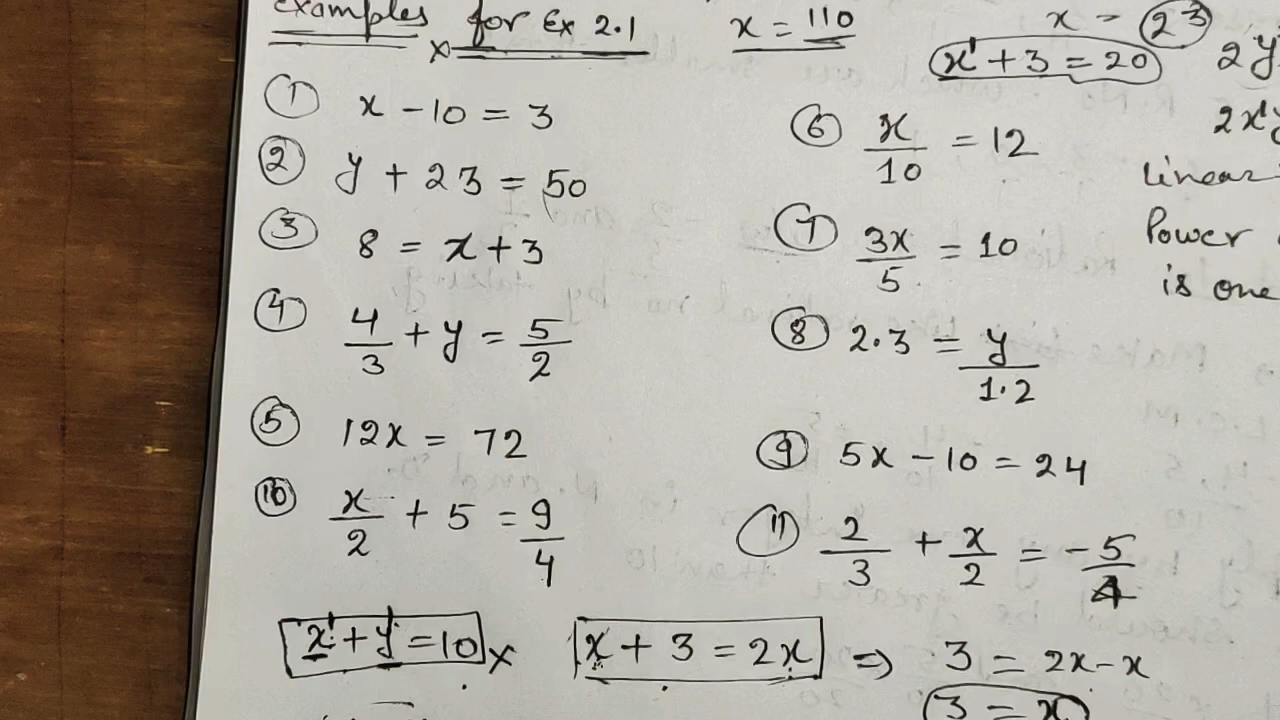 examples for Ex 2.1
x = 110
x = 23
x¹ + 3 = 20
① x - 10 = 3
② y + 23 = 50
③ 8 = x + 3
④ 4/3 + y = 5/2
⑤ 12x = 72
⑩ x/2 + 5 = 9/4
⑥ x/10 = 12
⑦ 3x/5 = 10
⑧ 2.3 = y/1.2
⑨ 5x - 10 = 24
⑪ 2/3 + x/2 = -5/4
2y
2x¹y
Linear
Power
is one
x¹ + y¹ = 10 ×
x + 3 = 2x ⇒ 3 = 2x - x
3 = x